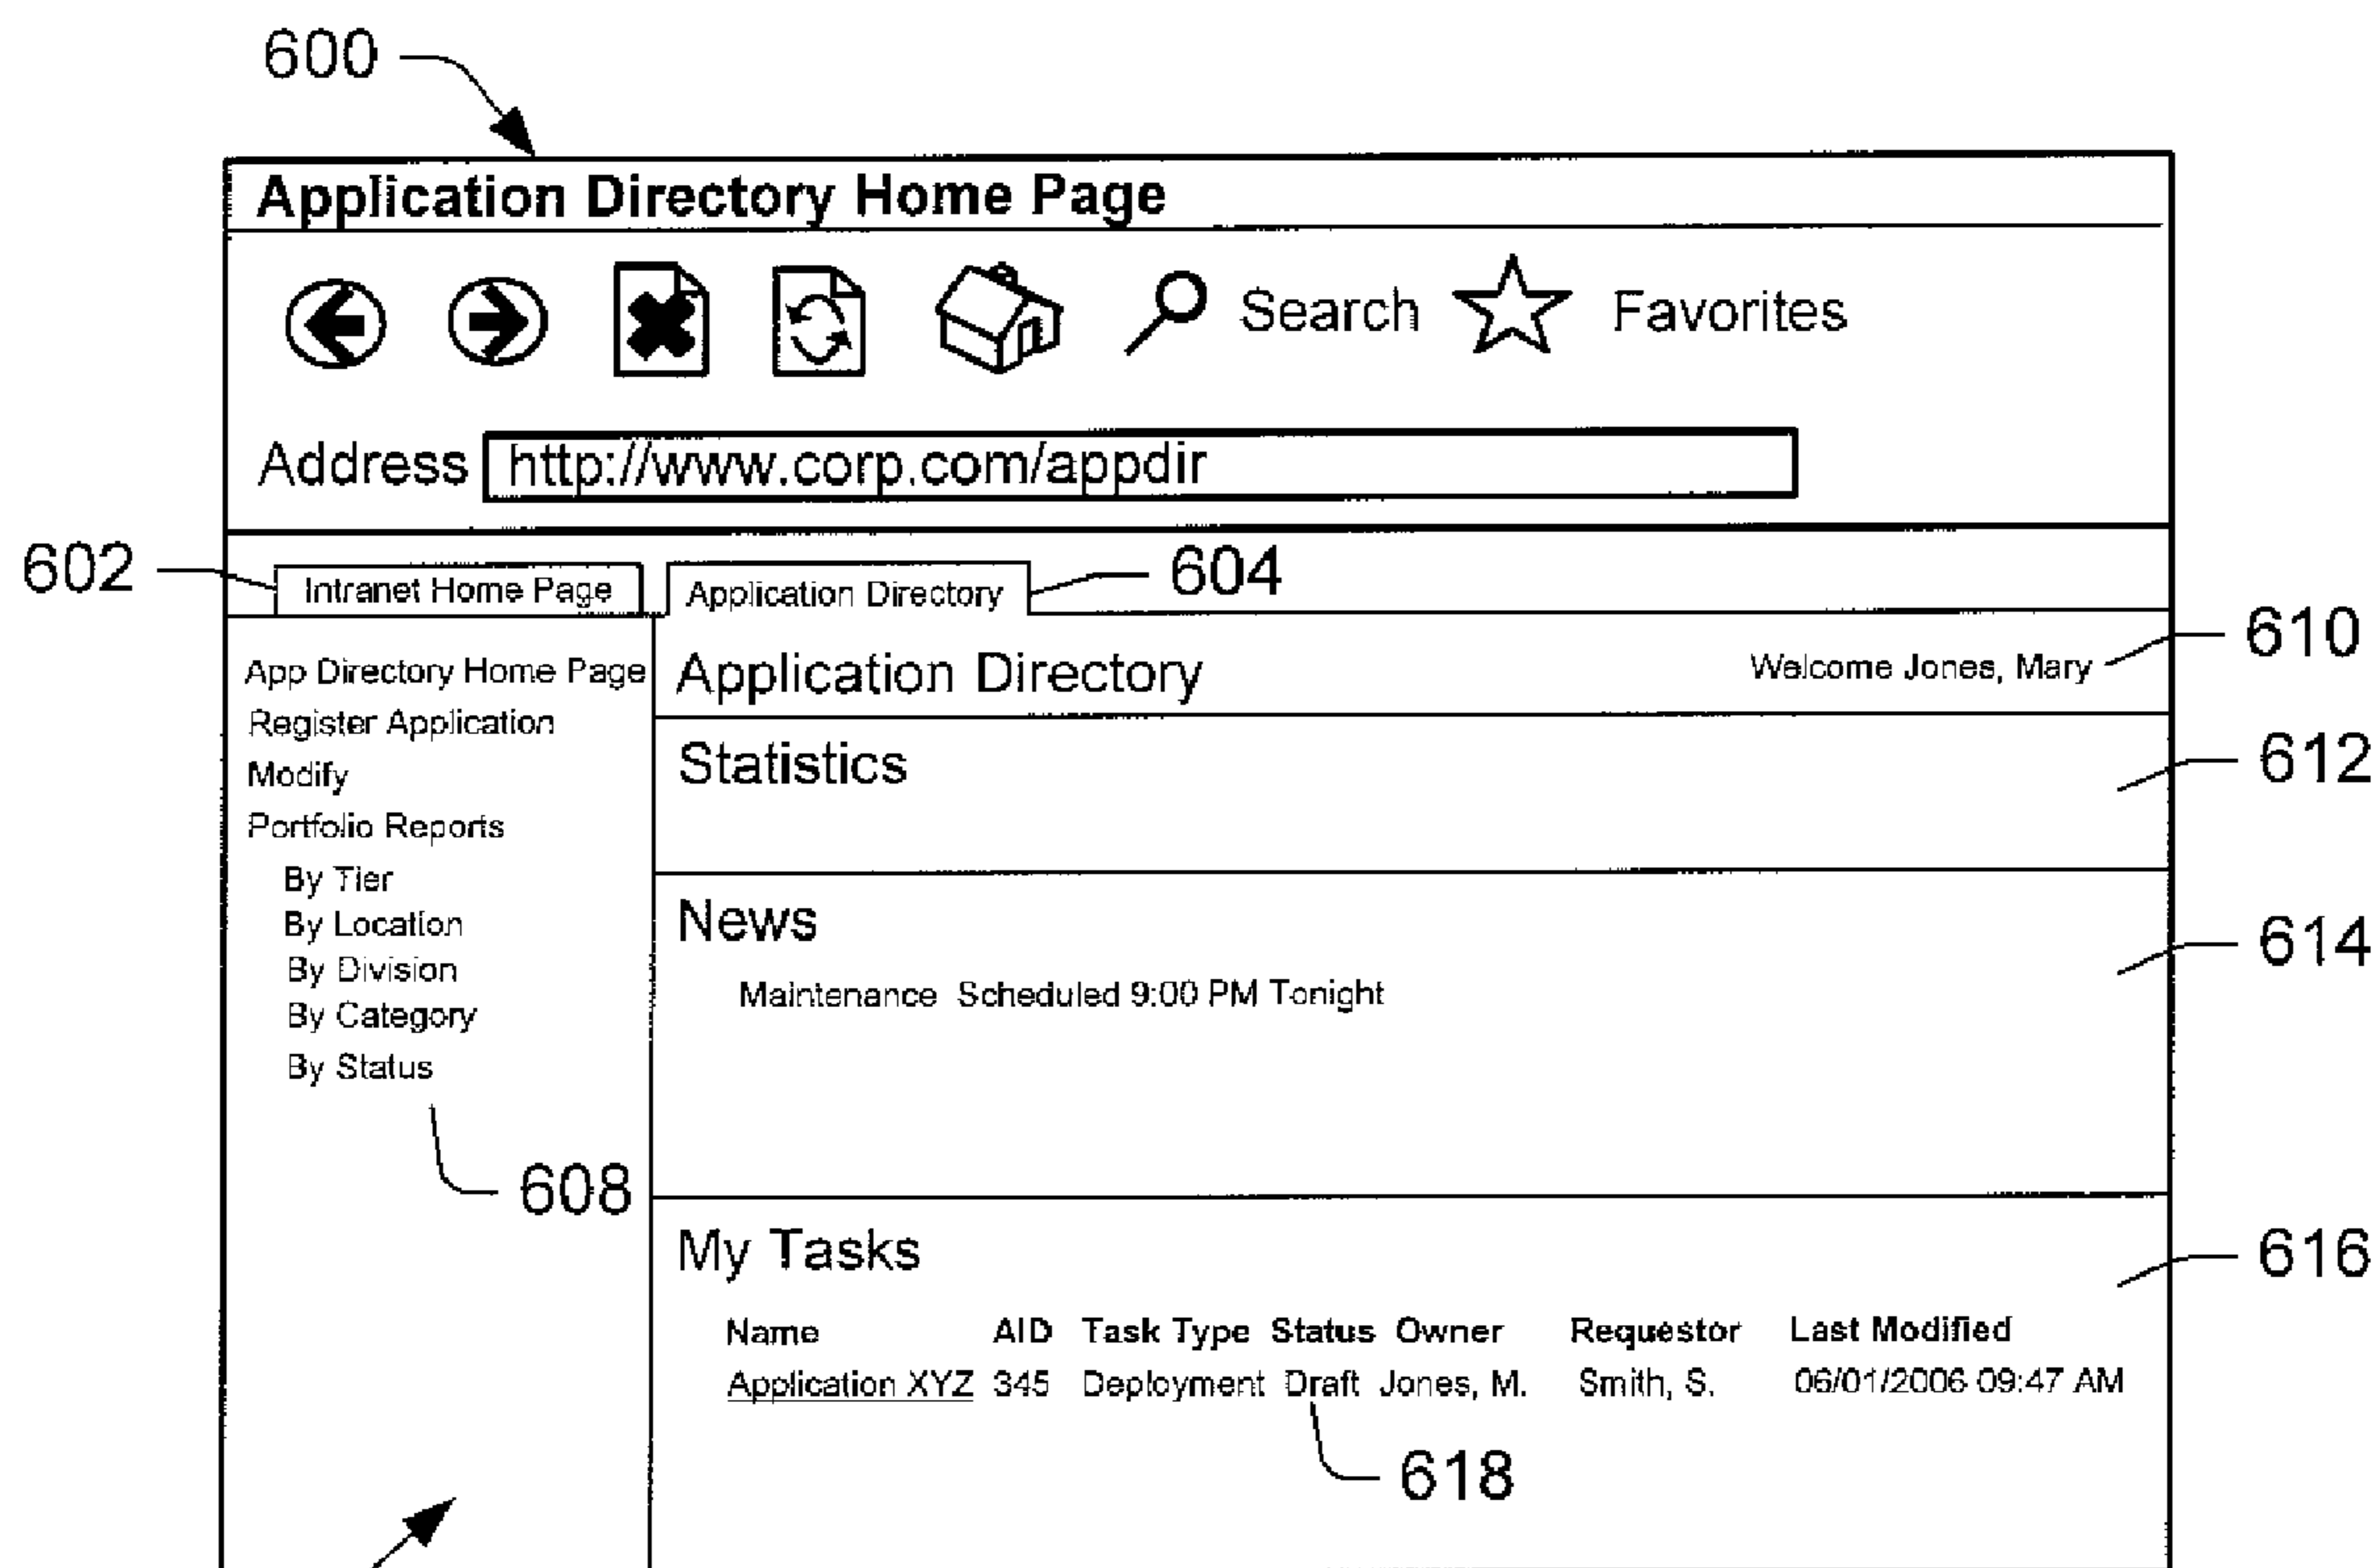 600
Application Directory Home Page
Search Favorites
Address http://www.corp.com/appdir
602 Intranet Home Page Application Directory 604
App Directory Home Page
Register Application
Modify
Portfolio Reports
By Tier
By Location
By Division
By Category
By Status
608
Application Directory Welcome Jones, Mary 610
Statistics 612
News 614
Maintenance Scheduled 9:00 PM Tonight
My Tasks 616
Name AID Task Type Status Owner Requestor Last Modified
Application XYZ 345 Deployment Draft Jones, M. Smith, S. 06/01/2006 09:47 AM
618